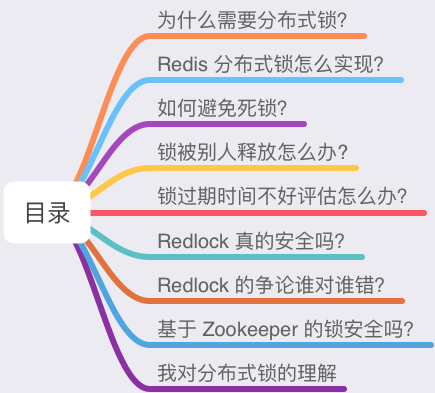 为什么需要分布式锁?
Redis 分布式锁怎么实现?
如何避免死锁?
锁被别人释放怎么办?
锁过期时间不好评估怎么办?
目录
Redlock 真的安全吗?
Redlock 的争论谁对谁错?
基于 Zookeeper 的锁安全吗?
我对分布式锁的理解